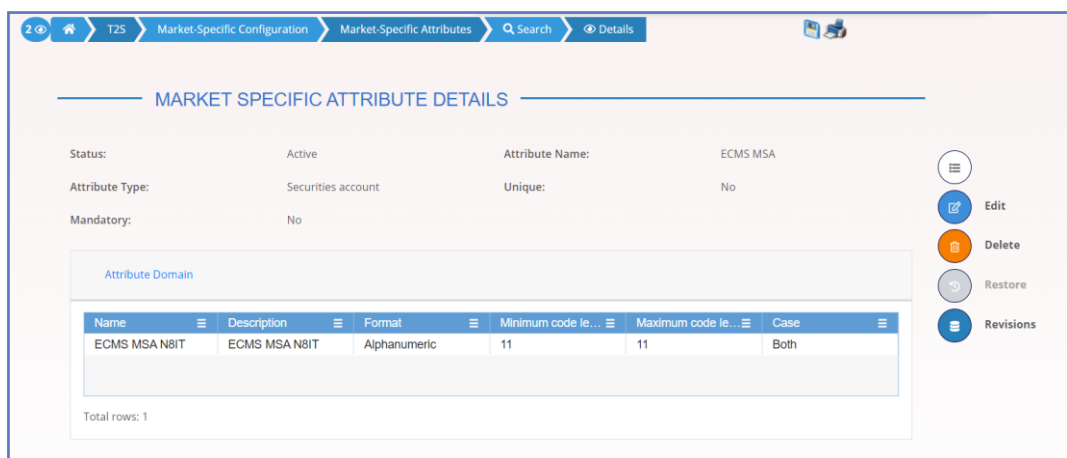 2 T2S Market-Specific Configuration Market-Specific Attributes Search Details
MARKET SPECIFIC ATTRIBUTE DETAILS
Status: Active Attribute Name: ECMS MSA
Attribute Type: Securities account Unique: No
Mandatory: No
Edit
Delete
Restore
Revisions
Attribute Domain
Name Description Format Minimum code le... Maximum code le... Case
ECMS MSA N8IT ECMS MSA N8IT Alphanumeric 11 11 Both
Total rows: 1